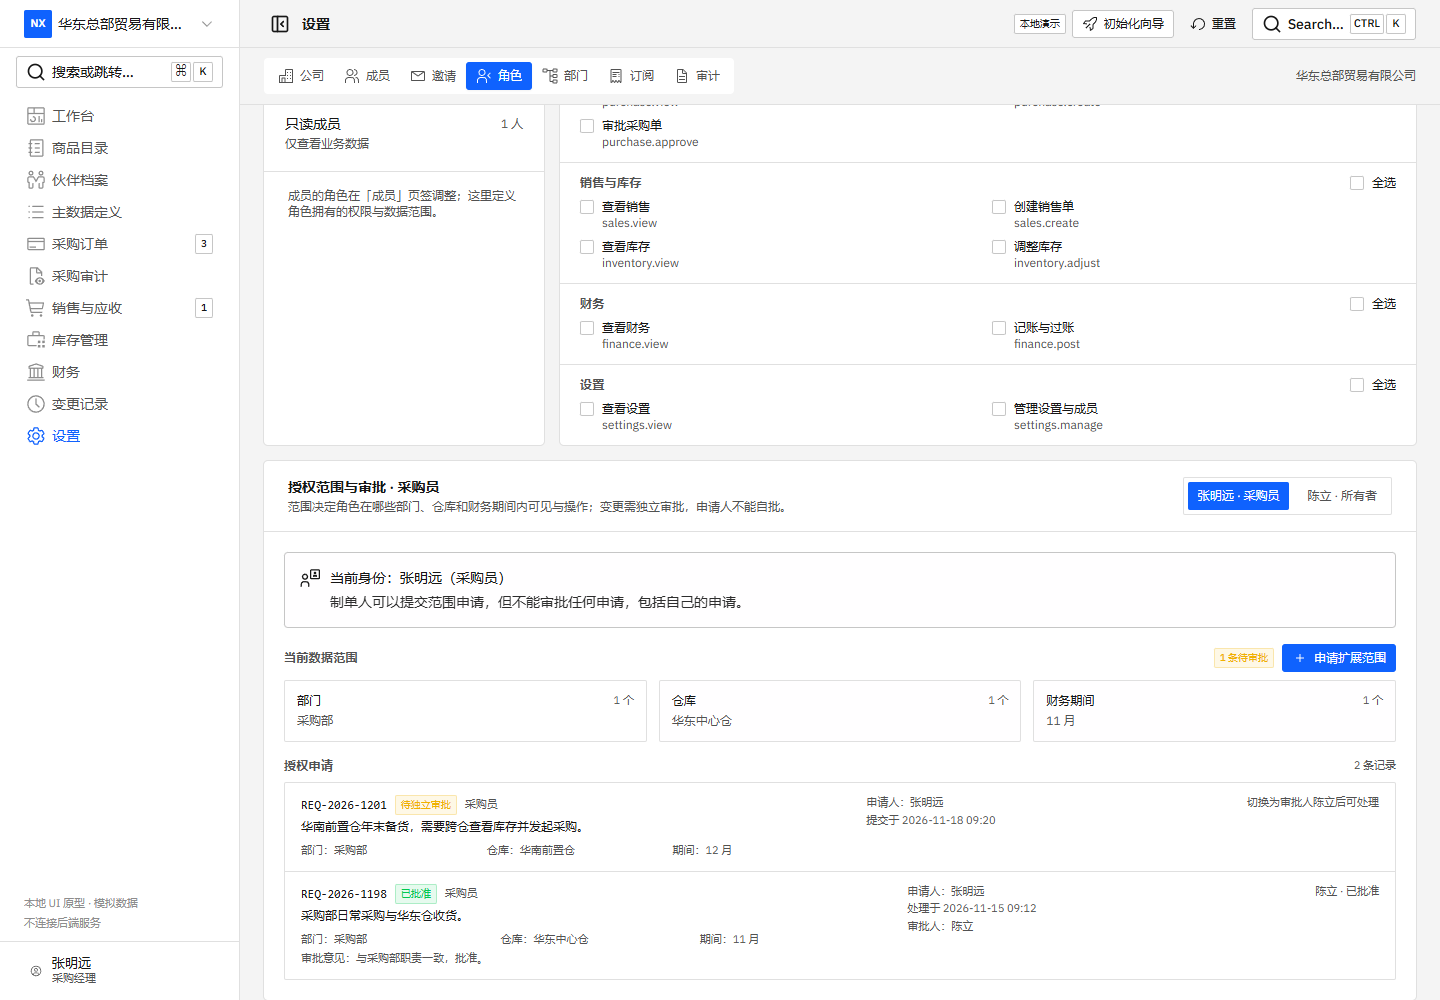 NX 华东总部贸易有限...
搜索或跳转... ⌘ K
工作台
商品目录
伙伴档案
主数据定义
采购订单 3
采购审计
销售与应收 1
库存管理
财务
变更记录
设置
本地 UI 原型 · 模拟数据
不连接后端服务
张明远
采购经理
设置
本地演示 初始化向导 重置 Search... CTRL K
公司 成员 邀请 角色 部门 订阅 审计
华东总部贸易有限公司
只读成员 1 人
仅查看业务数据
成员的角色在「成员」页签调整；这里定义
角色拥有的权限与数据范围。
purchase.view purchase.create
审批采购单
purchase.approve
销售与库存 全选
查看销售 创建销售单
sales.view sales.create
查看库存 调整库存
inventory.view inventory.adjust
财务 全选
查看财务 记账与过账
finance.view finance.post
设置 全选
查看设置 管理设置与成员
settings.view settings.manage
授权范围与审批 · 采购员
范围决定角色在哪些部门、仓库和财务期间内可见与操作；变更需独立审批，申请人不能自批。
张明远 · 采购员 陈立 · 所有者
当前身份：张明远（采购员）
制单人可以提交范围申请，但不能审批任何申请，包括自己的申请。
当前数据范围 1 条待审批 + 申请扩展范围
部门 1 个
采购部
仓库 1 个
华东中心仓
财务期间 1 个
11 月
授权申请 2 条记录
REQ-2026-1201 待独立审批 采购员
华南前置仓年末备货，需要跨仓查看库存并发起采购。
部门：采购部 仓库：华南前置仓 期间：12 月
申请人：张明远
提交于 2026-11-18 09:20
切换为审批人陈立后可处理
REQ-2026-1198 已批准 采购员
采购部日常采购与华东仓收货。
部门：采购部 仓库：华东中心仓 期间：11 月
审批意见：与采购部职责一致，批准。
申请人：张明远
处理于 2026-11-15 09:12
审批人：陈立
陈立 · 已批准